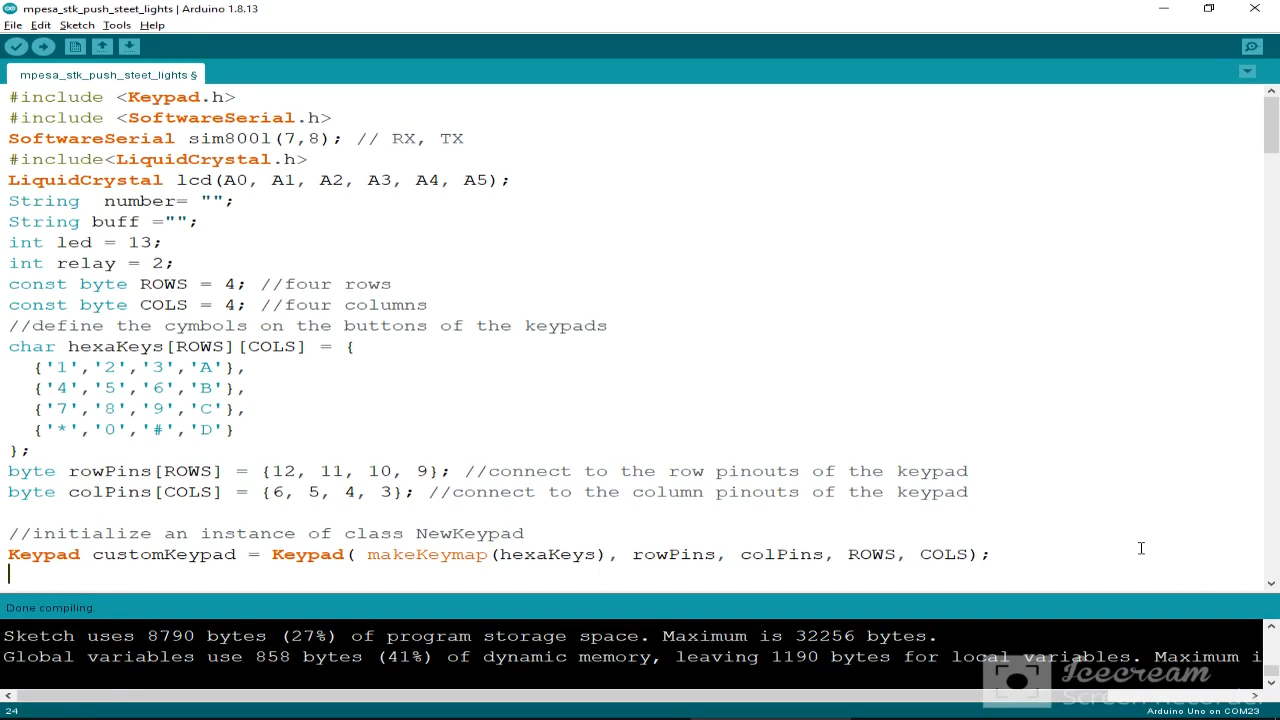 mpesa_stk_push_steet_lights | Arduino 1.8.13
File Edit Sketch Tools Help
mpesa_stk_push_steet_lights §
#include <Keypad.h>
#include <SoftwareSerial.h>
SoftwareSerial sim800l(7,8); // RX, TX
#include<LiquidCrystal.h>
LiquidCrystal lcd(A0, A1, A2, A3, A4, A5);
String  number= "";
String buff ="";
int led = 13;
int relay = 2;
const byte ROWS = 4; //four rows
const byte COLS = 4; //four columns
//define the cymbols on the buttons of the keypads
char hexaKeys[ROWS][COLS] = {
  {'1','2','3','A'},
  {'4','5','6','B'},
  {'7','8','9','C'},
  {'*','0','#','D'}
};
byte rowPins[ROWS] = {12, 11, 10, 9}; //connect to the row pinouts of the keypad
byte colPins[COLS] = {6, 5, 4, 3}; //connect to the column pinouts of the keypad
//initialize an instance of class NewKeypad
Keypad customKeypad = Keypad( makeKeymap(hexaKeys), rowPins, colPins, ROWS, COLS);
Done compiling.
Sketch uses 8790 bytes (27%) of program storage space. Maximum is 32256 bytes.
Global variables use 858 bytes (41%) of dynamic memory, leaving 1190 bytes for local variables. Maximum i
Icecream
Screen Recorder
24
Arduino Uno on COM23